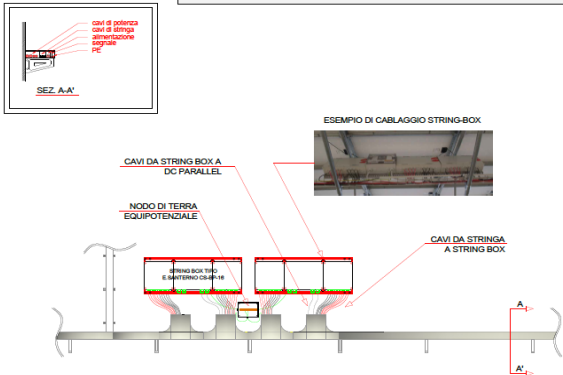 cavi di potenza
cavi di stringa
alimentazione
segnale
PE
SEZ. A-A'
ESEMPIO DI CABLAGGIO STRING-BOX
CAVI DA STRING BOX A
DC PARALLEL
NODO DI TERRA
EQUIPOTENZIALE
CAVI DA STRINGA
A STRING BOX
STRING BOX TIPO
E.SANTERNO CS-BP-16
A
A'